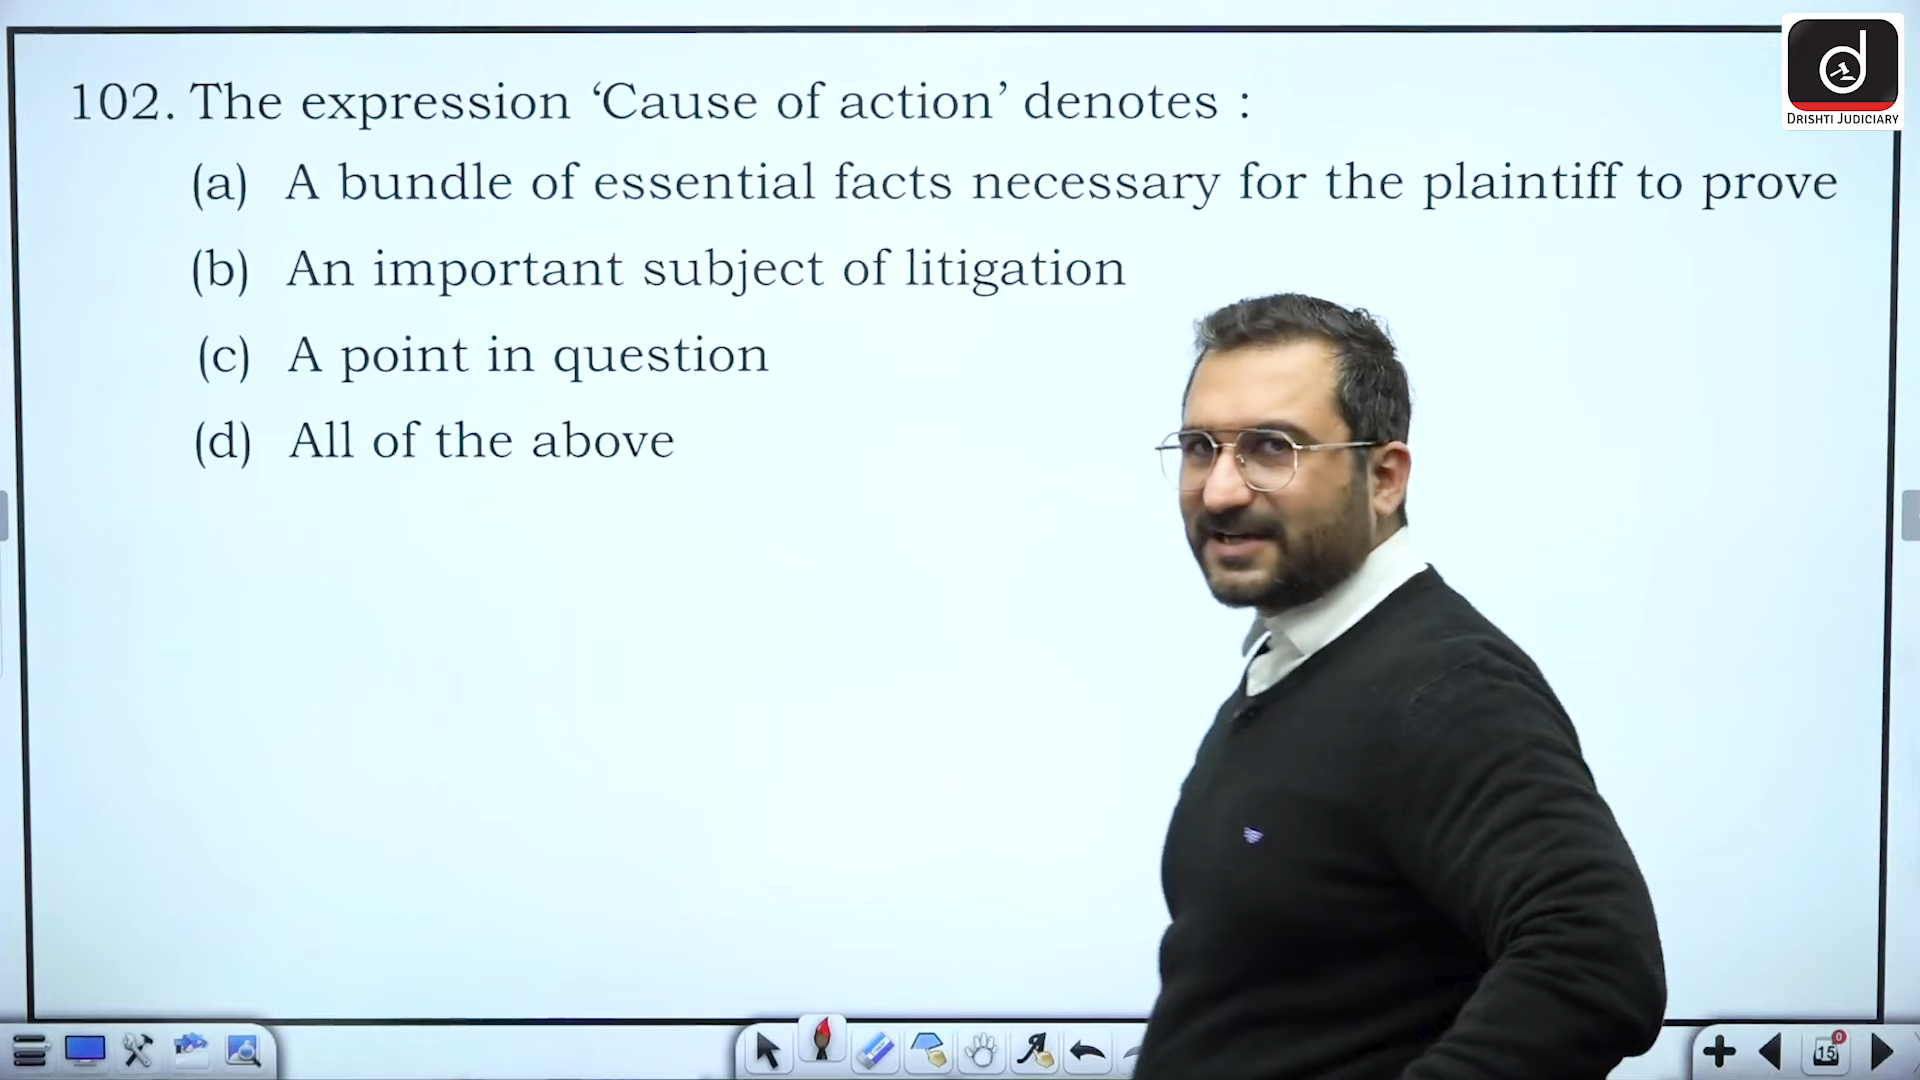 DRISHTI JUDICIARY
102. The expression ‘Cause of action’ denotes :
(a) A bundle of essential facts necessary for the plaintiff to prove
(b) An important subject of litigation
(c) A point in question
(d) All of the above
15
0